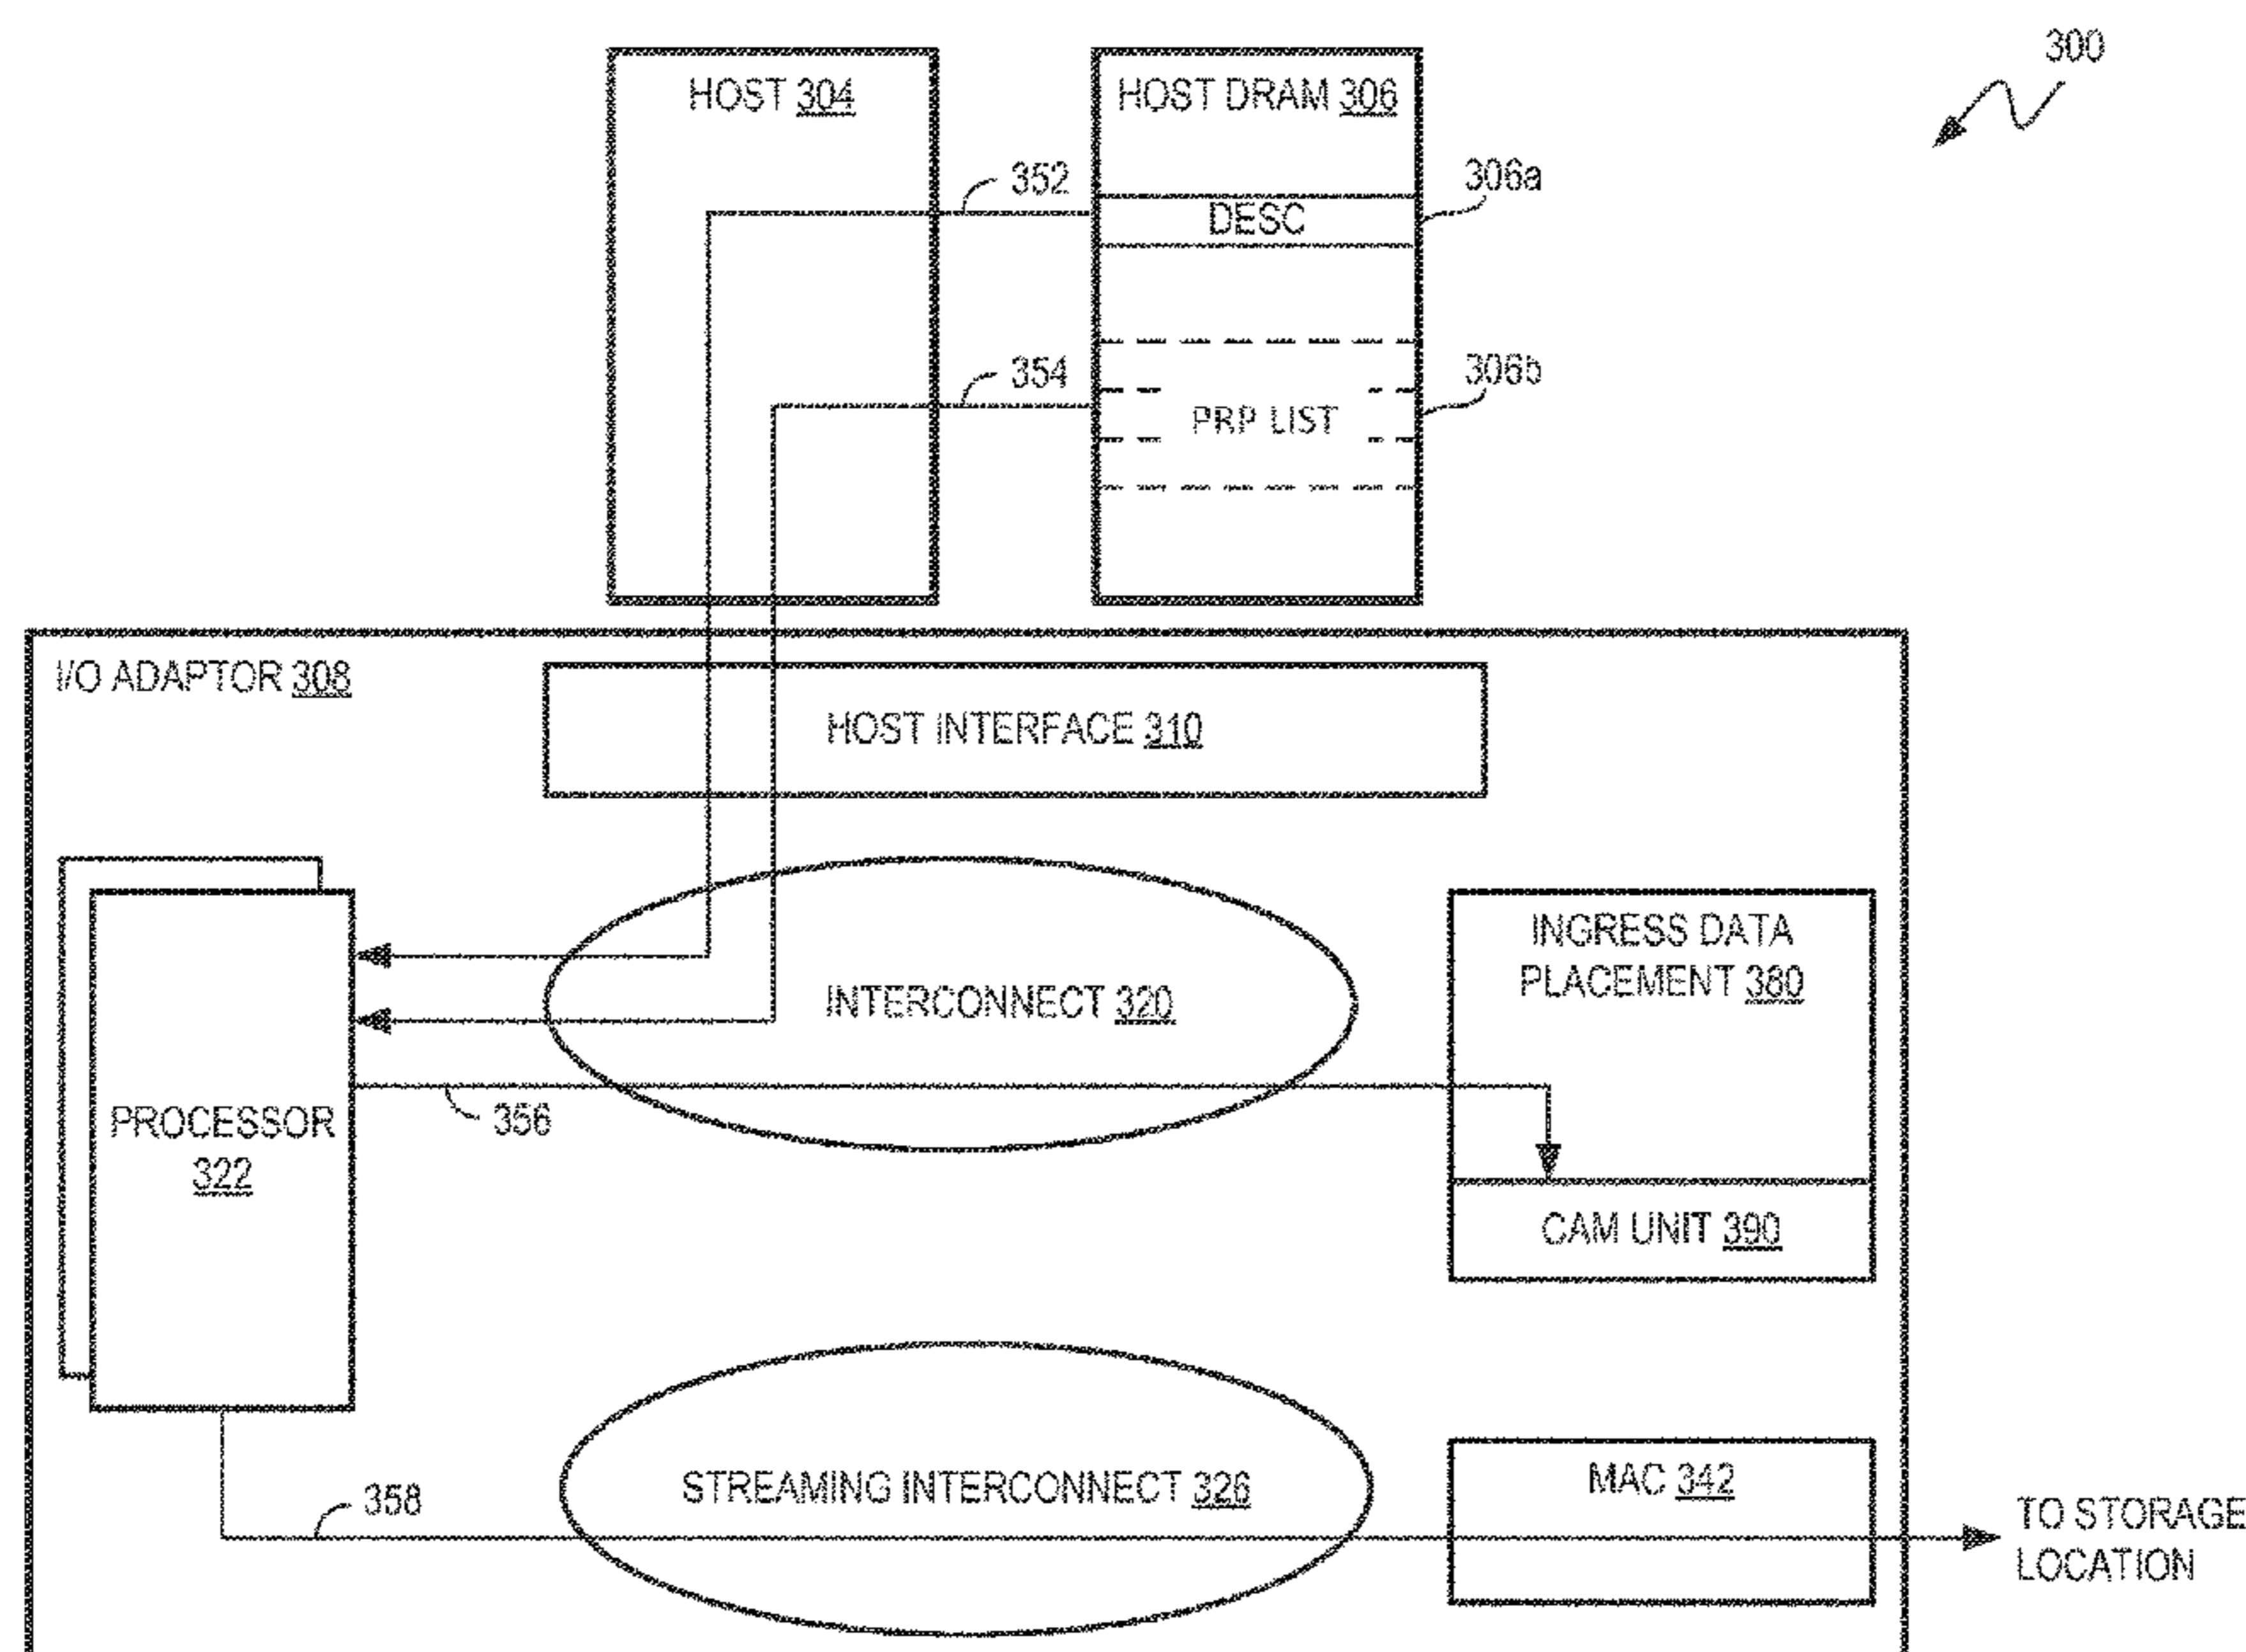 300
HOST 304
HOST DRAM 306
352
306a
DESC
354
306b
PRP LIST
I/O ADAPTOR 308
HOST INTERFACE 310
INGRESS DATA
PLACEMENT 380
INTERCONNECT 320
PROCESSOR
322
356
CAM UNIT 390
STREAMING INTERCONNECT 326
MAC 342
358
TO STORAGE
LOCATION